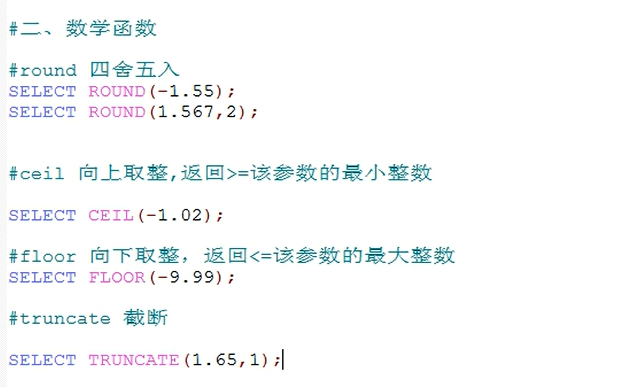 #二、数学函数
#round 四舍五入
SELECT ROUND(-1.55);
SELECT ROUND(1.567,2);
#ceil 向上取整,返回>=该参数的最小整数
SELECT CEIL(-1.02);
#floor 向下取整，返回<=该参数的最大整数
SELECT FLOOR(-9.99);
#truncate 截断
SELECT TRUNCATE(1.65,1);